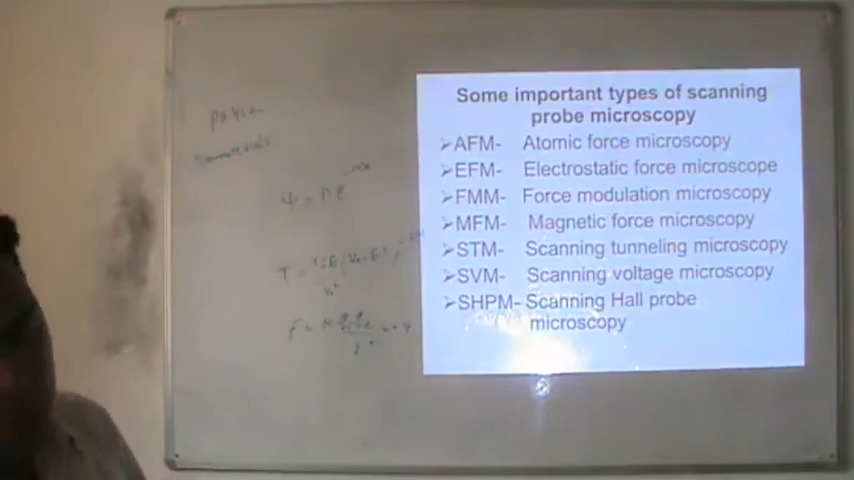 Some important types of scanning
probe microscopy
➢AFM- Atomic force microscopy
➢EFM- Electrostatic force microscope
➢FMM- Force modulation microscopy
➢MFM- Magnetic force microscopy
➢STM- Scanning tunneling microscopy
➢SVM- Scanning voltage microscopy
➢SHPM- Scanning Hall probe
microscopy